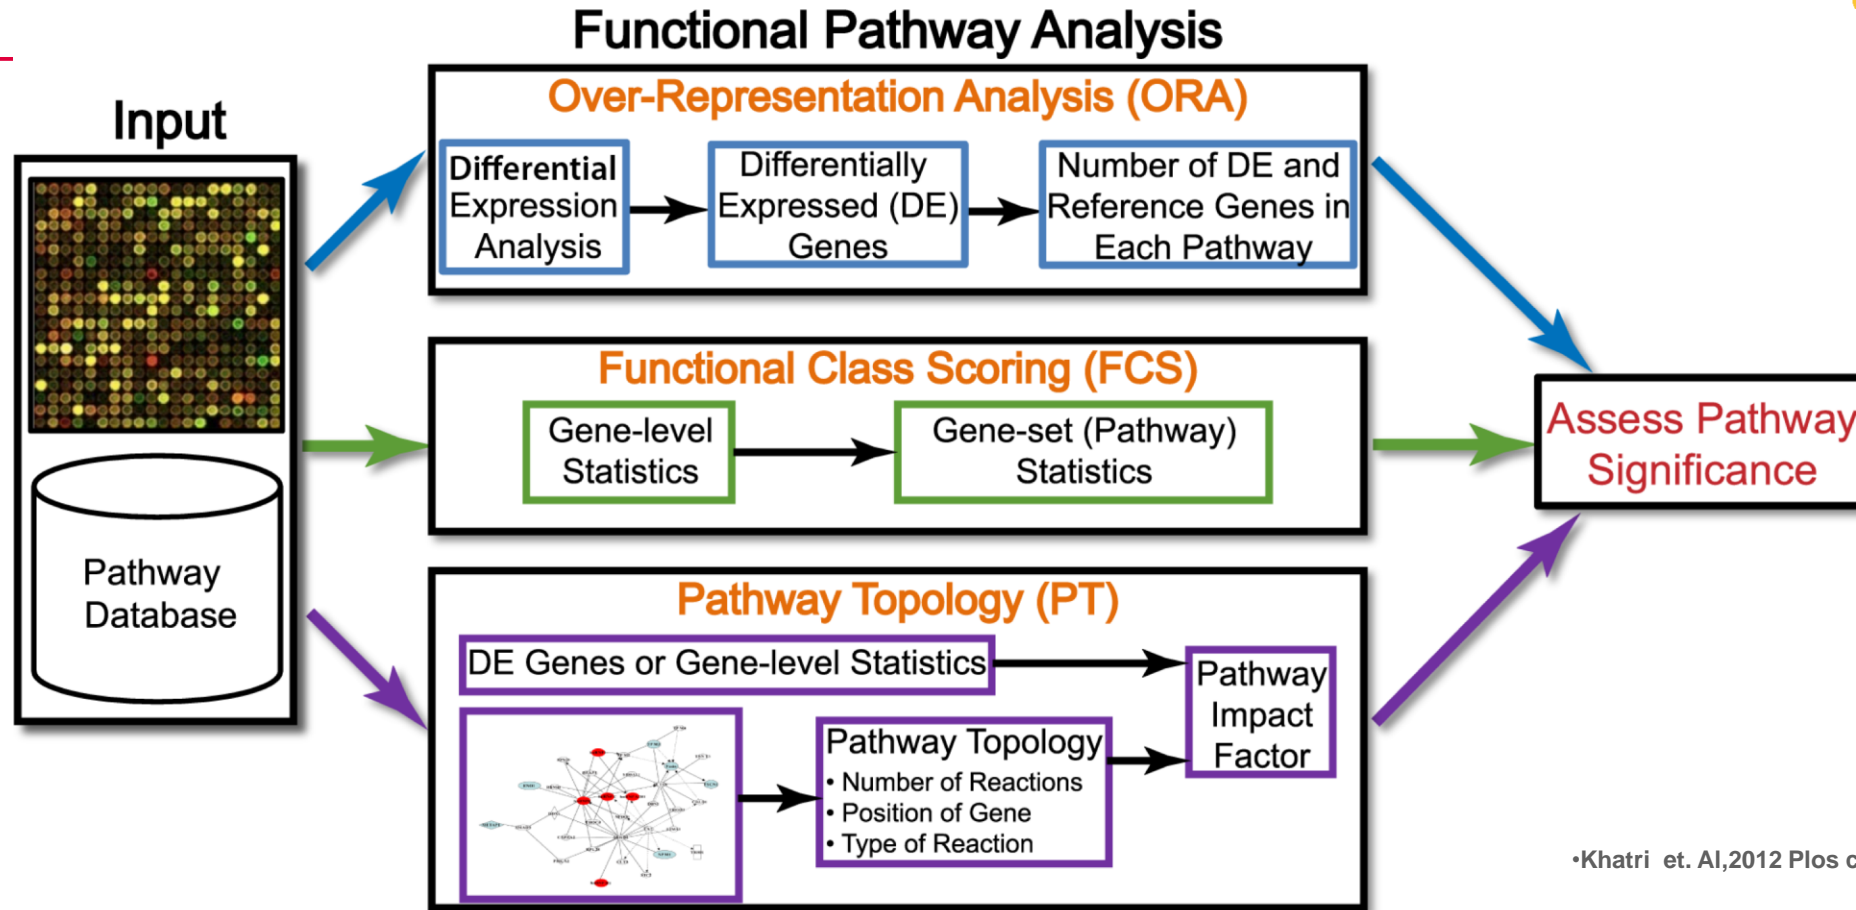 Functional Pathway Analysis
Input
Pathway
Database
Over-Representation Analysis (ORA)
Differential
Expression
Analysis
Differentially
Expressed (DE)
Genes
Number of DE and
Reference Genes in
Each Pathway
Functional Class Scoring (FCS)
Gene-level
Statistics
Gene-set (Pathway)
Statistics
Pathway Topology (PT)
DE Genes or Gene-level Statistics
Pathway Topology
• Number of Reactions
• Position of Gene
• Type of Reaction
Pathway
Impact
Factor
Assess Pathway
Significance
•Khatri et. Al,2012 Plos c